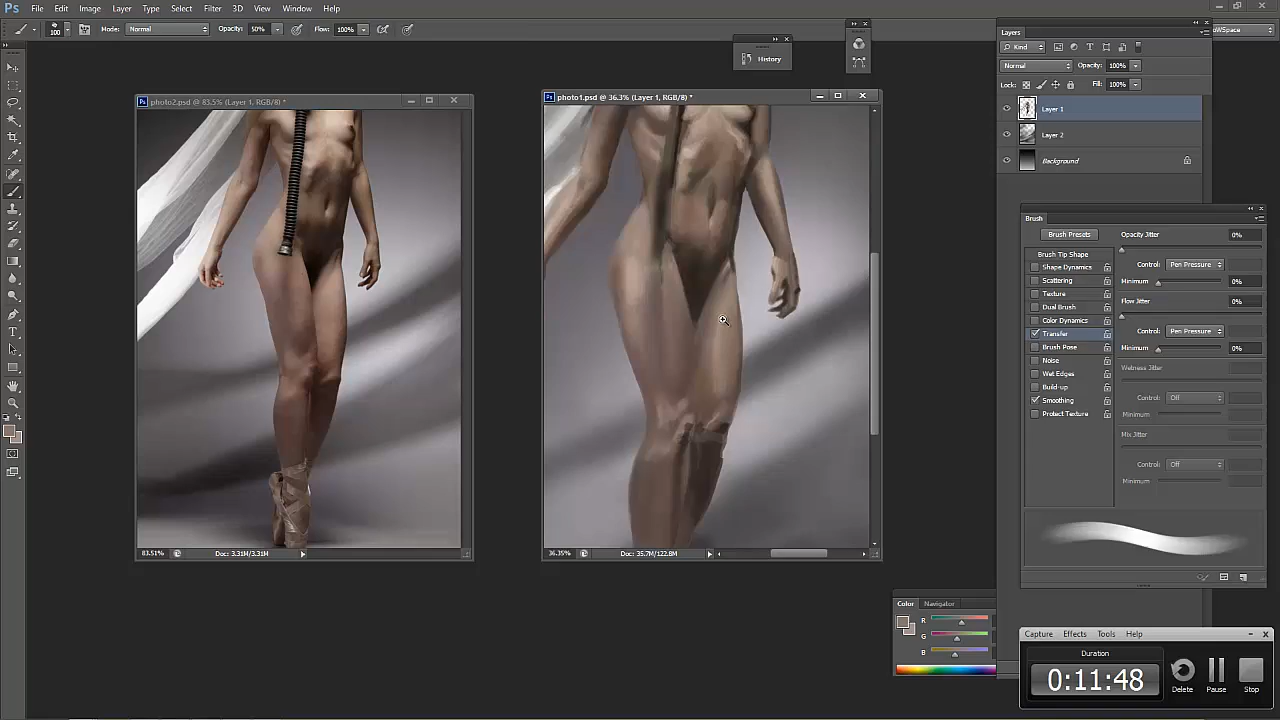 Ps File Edit Image Layer Type Select Filter 3D View Window Help
100 Mode: Normal Opacity: 50% Flow: 100%
History
photo2.psd @ 83.5% (Layer 1, RGB/8) *
photo1.psd @ 36.3% (Layer 1, RGB/8) *
83.51% Doc: 3.31M/3.31M
36.35% Doc: 35.7M/122.8M
Layers
Kind
Normal Opacity: 100%
Lock: Fill: 100%
Layer 1
Layer 2
Background
Brush
Brush Presets
Brush Tip Shape
Shape Dynamics
Scattering
Texture
Dual Brush
Color Dynamics
Transfer
Brush Pose
Noise
Wet Edges
Build-up
Smoothing
Protect Texture
Opacity Jitter 0%
Control: Pen Pressure
Minimum 0%
Flow Jitter 0%
Control: Pen Pressure
Minimum 0%
Wetness Jitter
Control: Off
Minimum
Mix Jitter
Control: Off
Minimum
Color Navigator
R
G
B
Capture Effects Tools Help
Duration
0:11:48
Delete Pause Stop